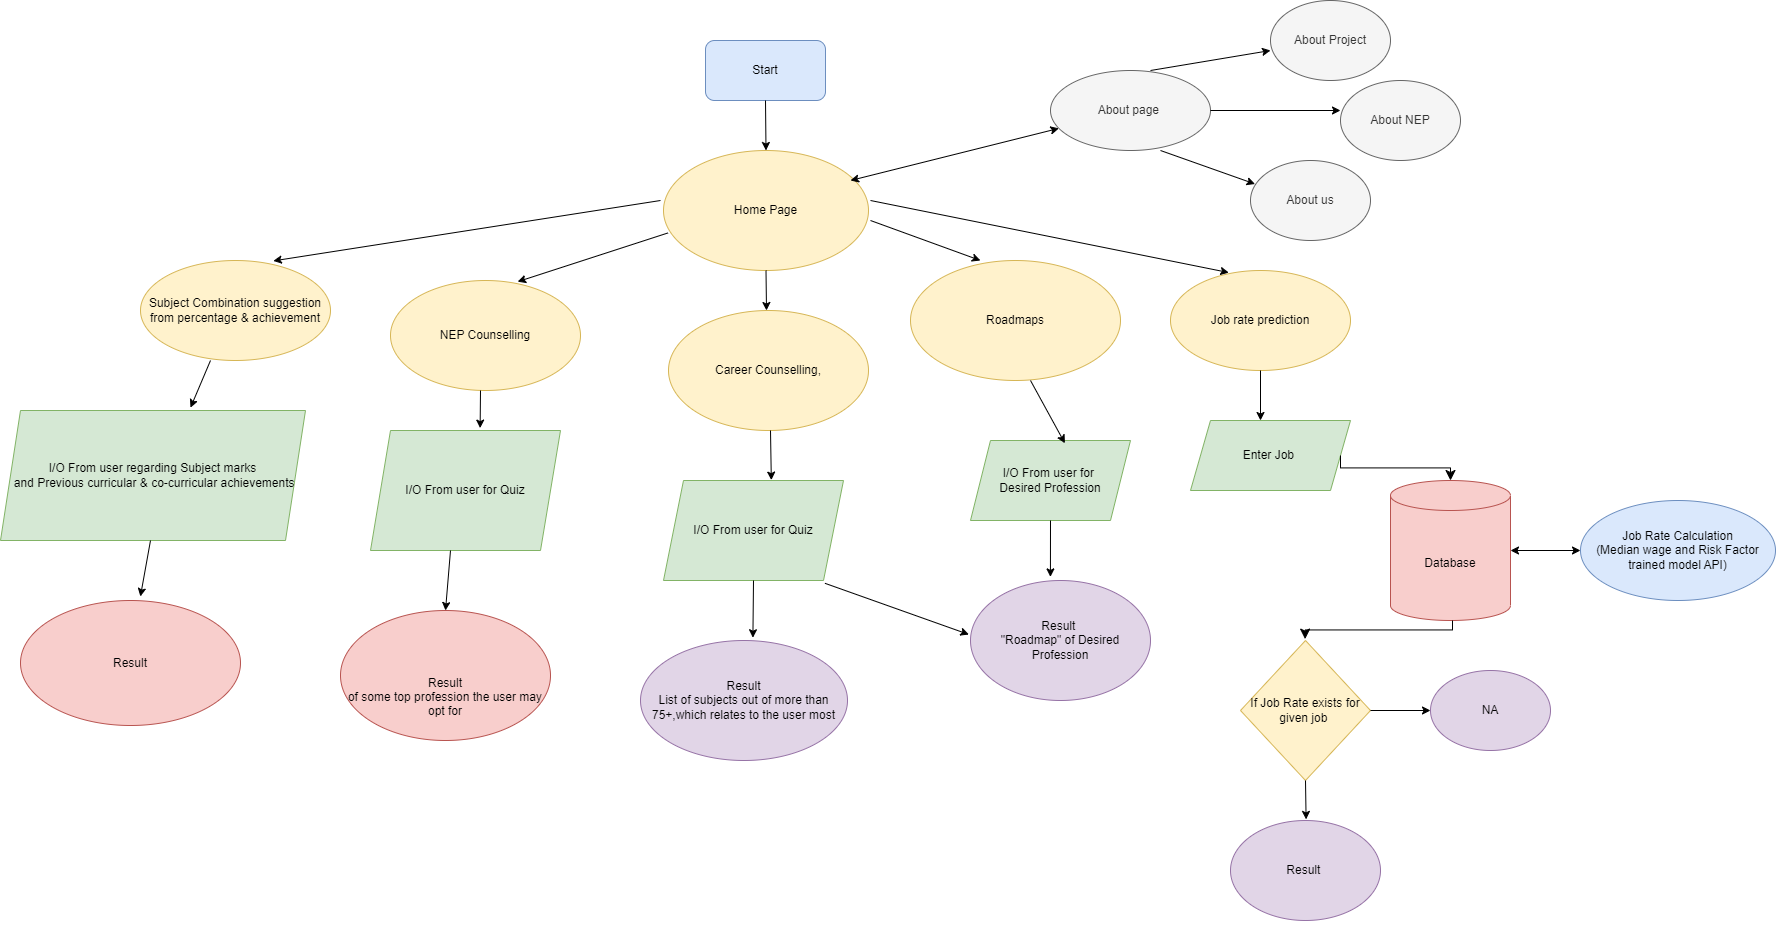 Start
About Project
About page
About NEP
About us
Home Page
Subject Combination suggestion
from percentage & achievement
NEP Counselling
Career Counselling,
Roadmaps
Job rate prediction
I/O From user regarding Subject marks
and Previous curricular & co-curricular achievements
I/O From user for Quiz
I/O From user for Quiz
I/O From user for
Desired Profession
Enter Job
Database
Job Rate Calculation
(Median wage and Risk Factor
trained model API)
Result
Result
of some top profession the user may
opt for
Result
List of subjects out of more than
75+,which relates to the user most
Result
"Roadmap" of Desired
Profession
If Job Rate exists for
given job
NA
Result